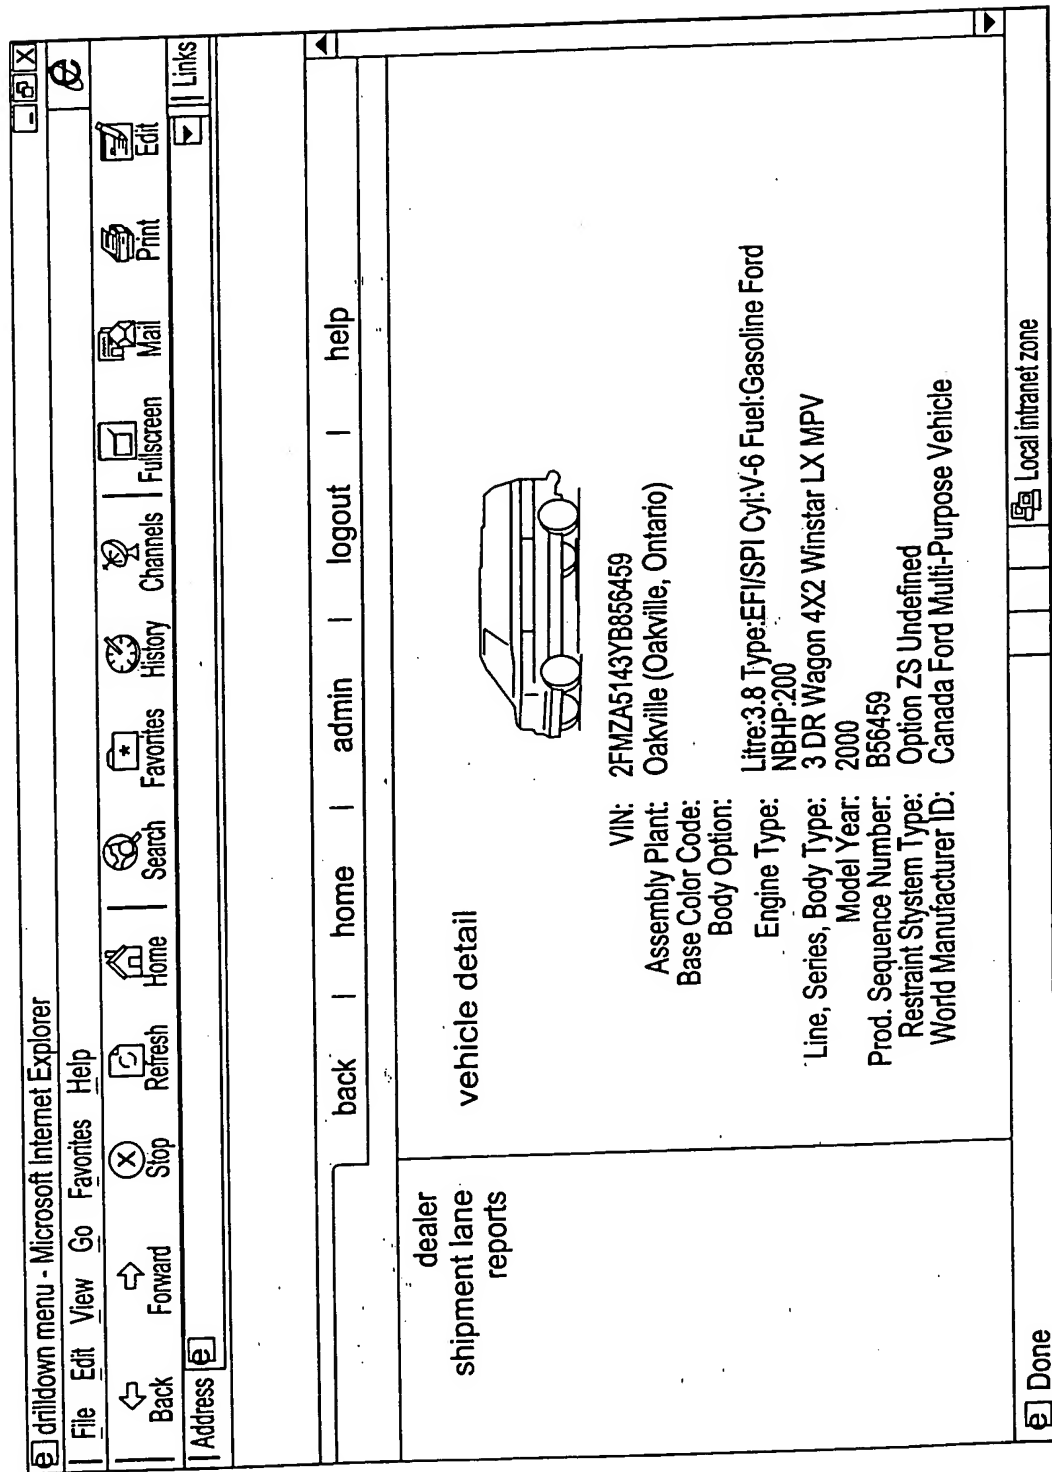 drilldown menu - Microsoft Internet Explorer
File Edit View Go Favorites Help
Back Forward Stop Refresh Home Search Favorites History Channels Fullscreen Mail Print Edit
Address Links
back | home | admin | logout | help
dealer
shipment lane
reports
vehicle detail
VIN: 2FMZA5143YB856459
Assembly Plant: Oakville (Oakville, Ontario)
Base Color Code:
Body Option:
Engine Type: Litre:3.8 Type:EFI/SPI Cyl:V-6 Fuel:Gasoline Ford
NBHP:200
Line, Series, Body Type: 3 DR Wagon 4X2 Winstar LX MPV
Model Year: 2000
Prod. Sequence Number: B56459
Restraint Stystem Type: Option ZS Undefined
World Manufacturer ID: Canada Ford Multi-Purpose Vehicle
Done Local intranet zone